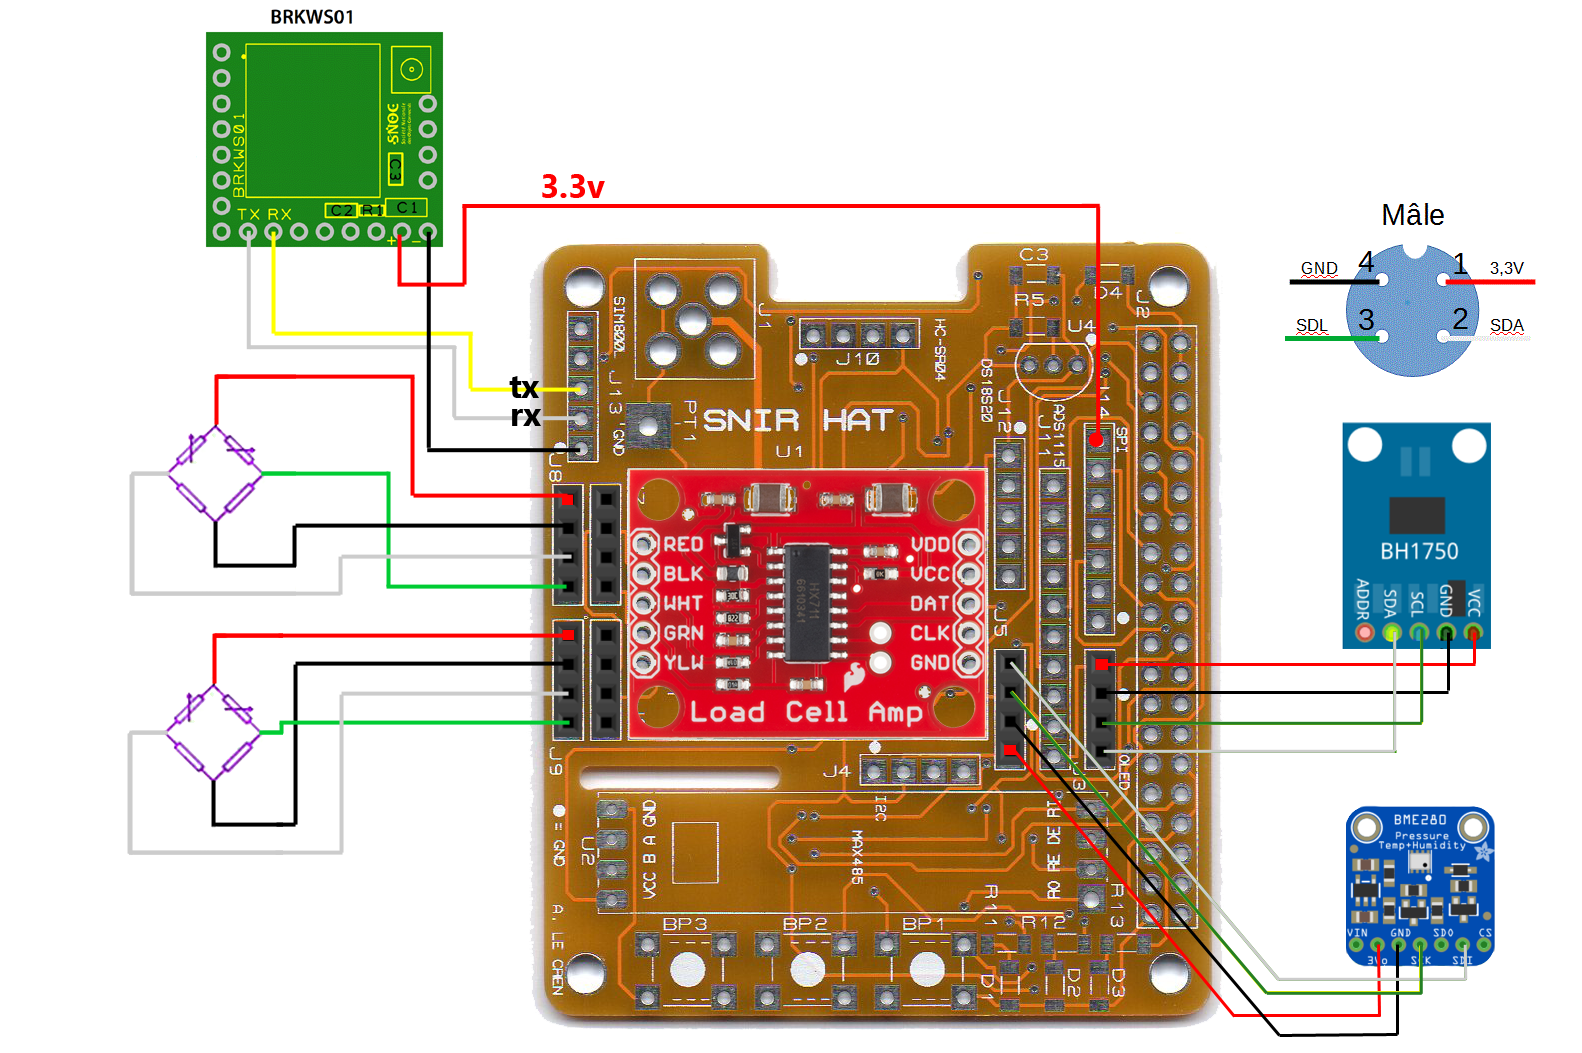 BRKWS01
SNOC
BRKWS01
C3
TX RX
C2 R1 C1
+ −
3.3v
tx
rx
Mâle
GND 4 1 3,3V
SDL 3 2 SDA
SIM800
J1
J13
GND
PT1
J10
HC-SR04
C3
R5
D4
J2
U4
DS18S20
J12
J11
ADS1115
J14
SPI
SNIR HAT
U1
J8
RED
BLK
WHT
GRN
YLW
VDD
VCC
DAT
CLK
GND
HX711
6610341
Load Cell Amp
J5
J9
J4
I2C
J3
OLED
= GND
U2
VCC B A GND
MAX485
RO RE DE RI
R11
R12
R13
BP3
BP2
BP1
D1
D2
D3
A. LE CREN
BH1750
ADDR
SDA
SCL
GND
VCC
BME280
Pressure
Temp+Humidity
VIN GND SDO CS
3Vo SCK SDI